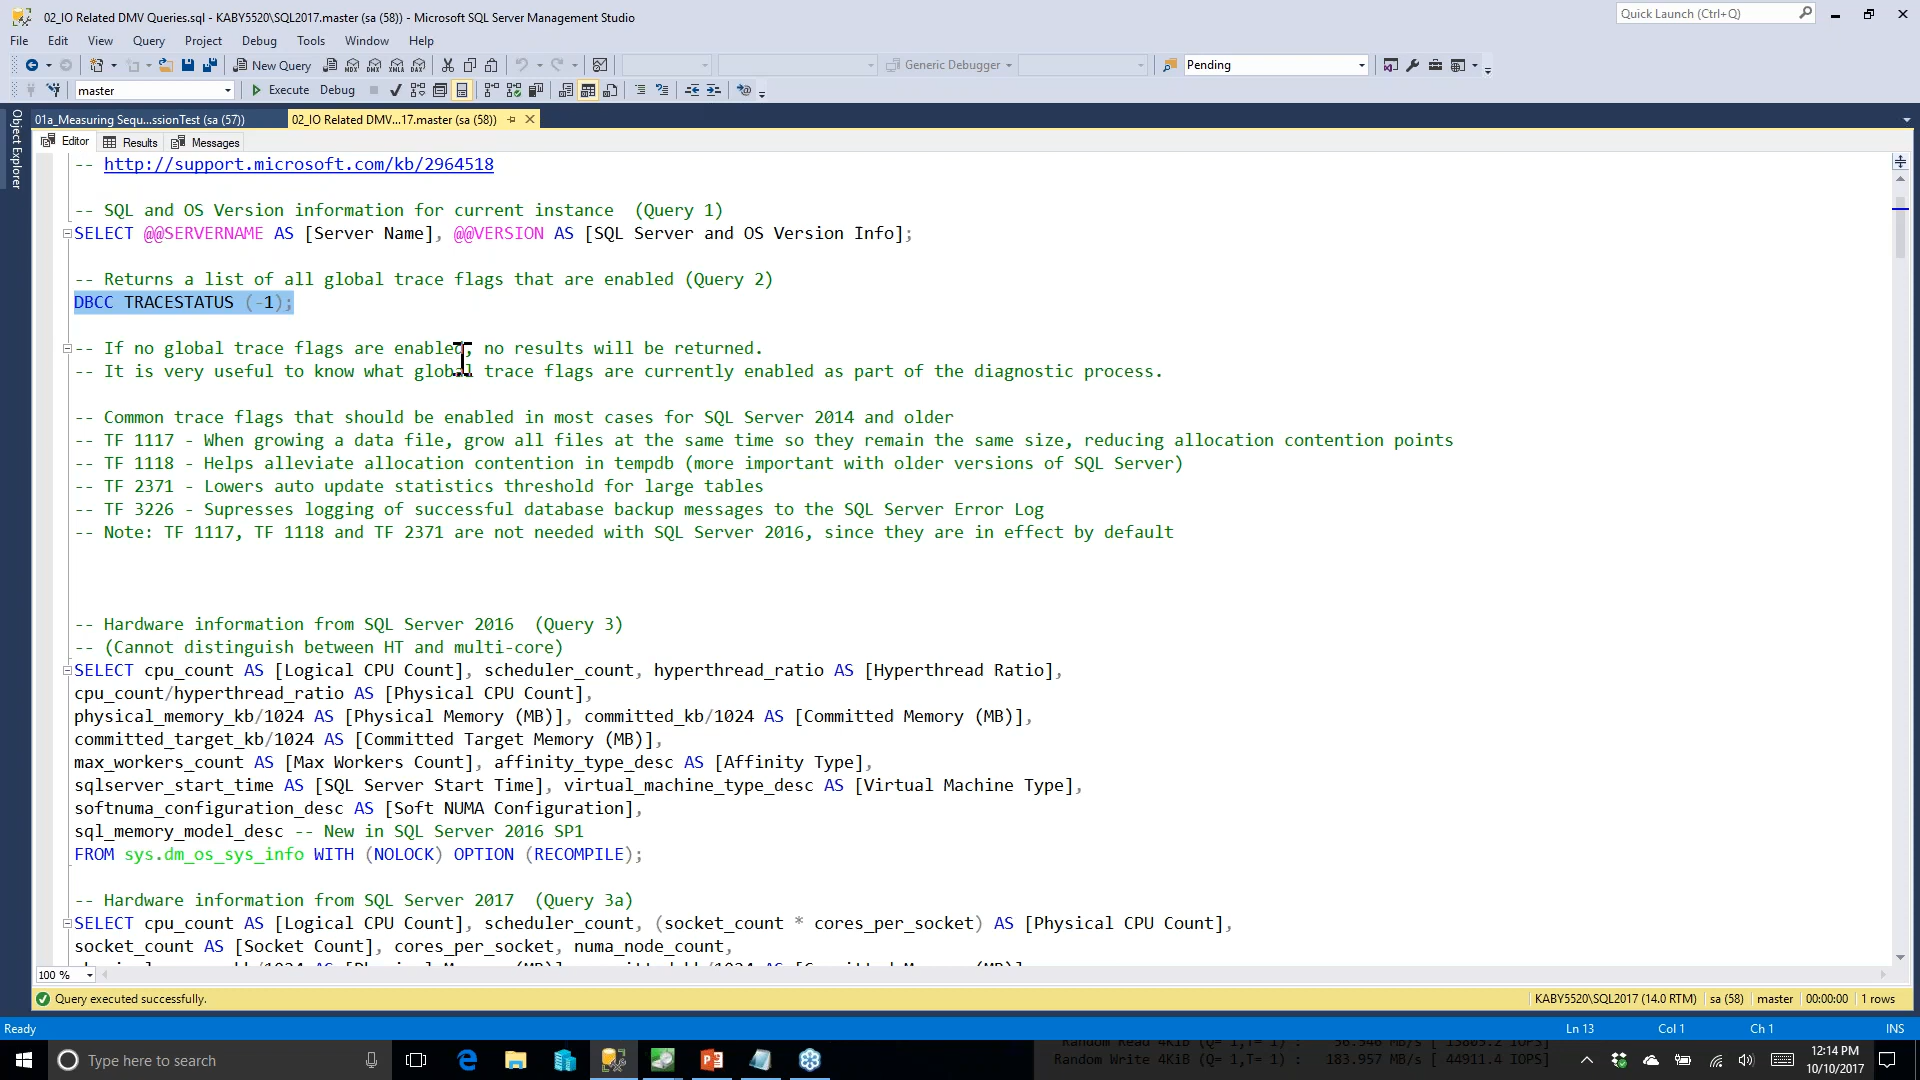 02_IO Related DMV Queries.sql - KABY5520\SQL2017.master (sa (58)) - Microsoft SQL Server Management Studio
Quick Launch (Ctrl+Q)
File Edit View Query Project Debug Tools Window Help
New Query
Generic Debugger
Pending
master
Execute Debug
01a_Measuring Sequ...ssionTest (sa (57))
02_IO Related DMV...17.master (sa (58))
Object Explorer
Editor Results Messages
-- http://support.microsoft.com/kb/2964518
-- SQL and OS Version information for current instance  (Query 1)
SELECT @@SERVERNAME AS [Server Name], @@VERSION AS [SQL Server and OS Version Info];
-- Returns a list of all global trace flags that are enabled (Query 2)
DBCC TRACESTATUS (-1);
-- If no global trace flags are enabled, no results will be returned.
-- It is very useful to know what global trace flags are currently enabled as part of the diagnostic process.
-- Common trace flags that should be enabled in most cases for SQL Server 2014 and older
-- TF 1117 - When growing a data file, grow all files at the same time so they remain the same size, reducing allocation contention points
-- TF 1118 - Helps alleviate allocation contention in tempdb (more important with older versions of SQL Server)
-- TF 2371 - Lowers auto update statistics threshold for large tables
-- TF 3226 - Supresses logging of successful database backup messages to the SQL Server Error Log
-- Note: TF 1117, TF 1118 and TF 2371 are not needed with SQL Server 2016, since they are in effect by default
-- Hardware information from SQL Server 2016  (Query 3)
-- (Cannot distinguish between HT and multi-core)
SELECT cpu_count AS [Logical CPU Count], scheduler_count, hyperthread_ratio AS [Hyperthread Ratio],
cpu_count/hyperthread_ratio AS [Physical CPU Count],
physical_memory_kb/1024 AS [Physical Memory (MB)], committed_kb/1024 AS [Committed Memory (MB)],
committed_target_kb/1024 AS [Committed Target Memory (MB)],
max_workers_count AS [Max Workers Count], affinity_type_desc AS [Affinity Type],
sqlserver_start_time AS [SQL Server Start Time], virtual_machine_type_desc AS [Virtual Machine Type],
softnuma_configuration_desc AS [Soft NUMA Configuration],
sql_memory_model_desc -- New in SQL Server 2016 SP1
FROM sys.dm_os_sys_info WITH (NOLOCK) OPTION (RECOMPILE);
-- Hardware information from SQL Server 2017  (Query 3a)
SELECT cpu_count AS [Logical CPU Count], scheduler_count, (socket_count * cores_per_socket) AS [Physical CPU Count],
socket_count AS [Socket Count], cores_per_socket, numa_node_count,
100 %
Query executed successfully.
KABY5520\SQL2017 (14.0 RTM) sa (58) master 00:00:00 1 rows
Ready
Ln 13 Col 1 Ch 1 INS
Type here to search
Random Write 4KiB (Q= 1,T= 1) : 183.957 MB/s [ 44911.4 IOPS]
12:14 PM
10/10/2017